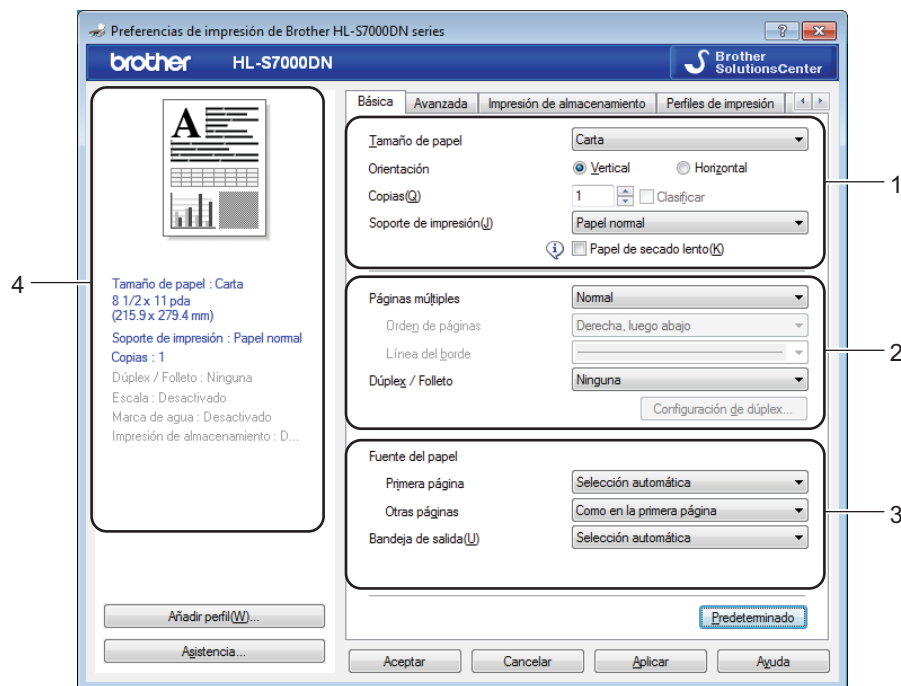 Preferencias de impresión de Brother HL-S7000DN series
brother HL-S7000DN
Brother
SolutionsCenter
Básica Avanzada Impresión de almacenamiento Perfiles de impresión
A
Tamaño de papel Carta
Orientación Vertical Horizontal
Copias(Q) 1 Clasificar
Soporte de impresión(J) Papel normal
Papel de secado lento(K)
1
Páginas múltiples Normal
Orden de páginas Derecha, luego abajo
Línea del borde
Dúplex / Folleto Ninguna
Configuración de dúplex...
2
Fuente del papel
Primera página Selección automática
Otras páginas Como en la primera página
Bandeja de salida(U) Selección automática
3
4
Tamaño de papel : Carta
8 1/2 x 11 pda
(215.9 x 279.4 mm)
Soporte de impresión : Papel normal
Copias : 1
Dúplex / Folleto : Ninguna
Escala : Desactivado
Marca de agua : Desactivado
Impresión de almacenamiento : D...
Añadir perfil(W)...
Asistencia...
Predeterminado
Aceptar Cancelar Aplicar Ayuda